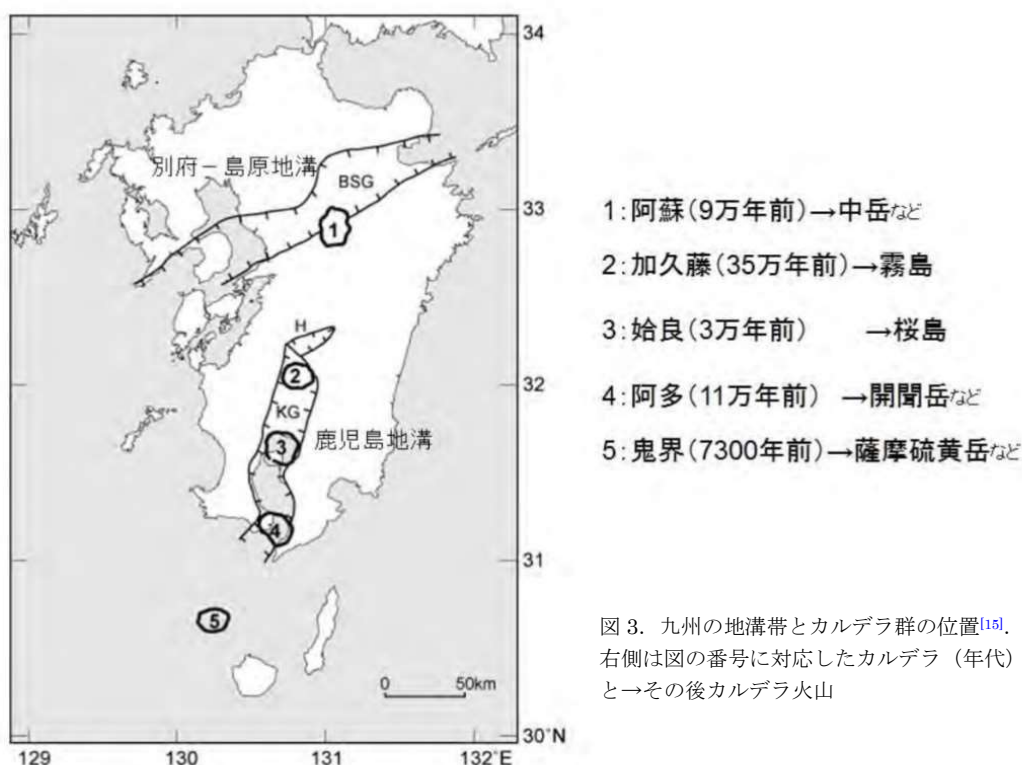 34
別府－島原地溝
BSG
33
1
H
32
2
KG
3
鹿児島地溝
4
31
5
0 50km
30°N
129 130 131 132°E
1:阿蘇(9万年前)→中岳など
2:加久藤(35万年前)→霧島
3:姶良(3万年前) →桜島
4:阿多(11万年前) →開聞岳など
5:鬼界(7300年前)→薩摩硫黄岳など
図 3. 九州の地溝帯とカルデラ群の位置[15].
右側は図の番号に対応したカルデラ（年代）
と→その後カルデラ火山